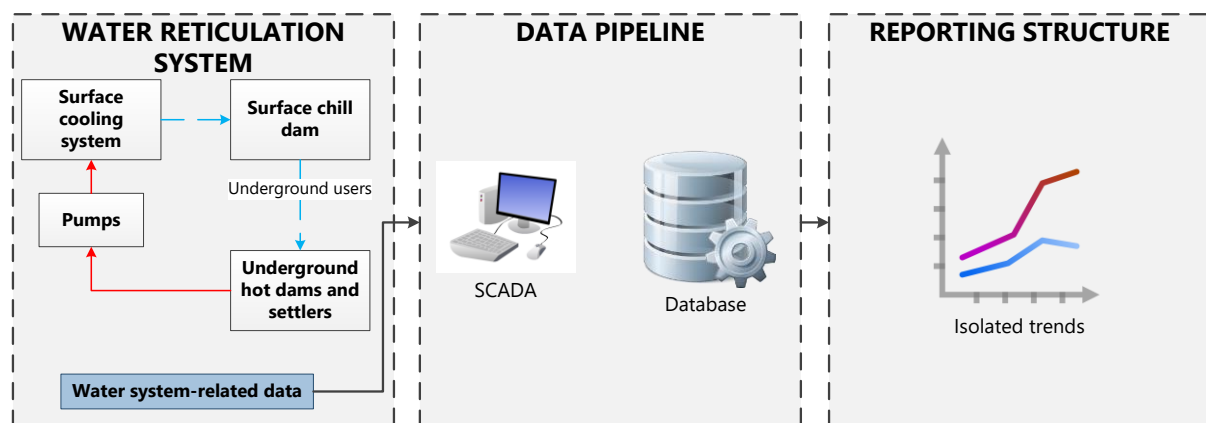 WATER RETICULATION
SYSTEM
Surface
cooling
system
Surface chill
dam
Underground users
Pumps
Underground
hot dams and
settlers
Water system-related data
DATA PIPELINE
SCADA
Database
REPORTING STRUCTURE
Isolated trends